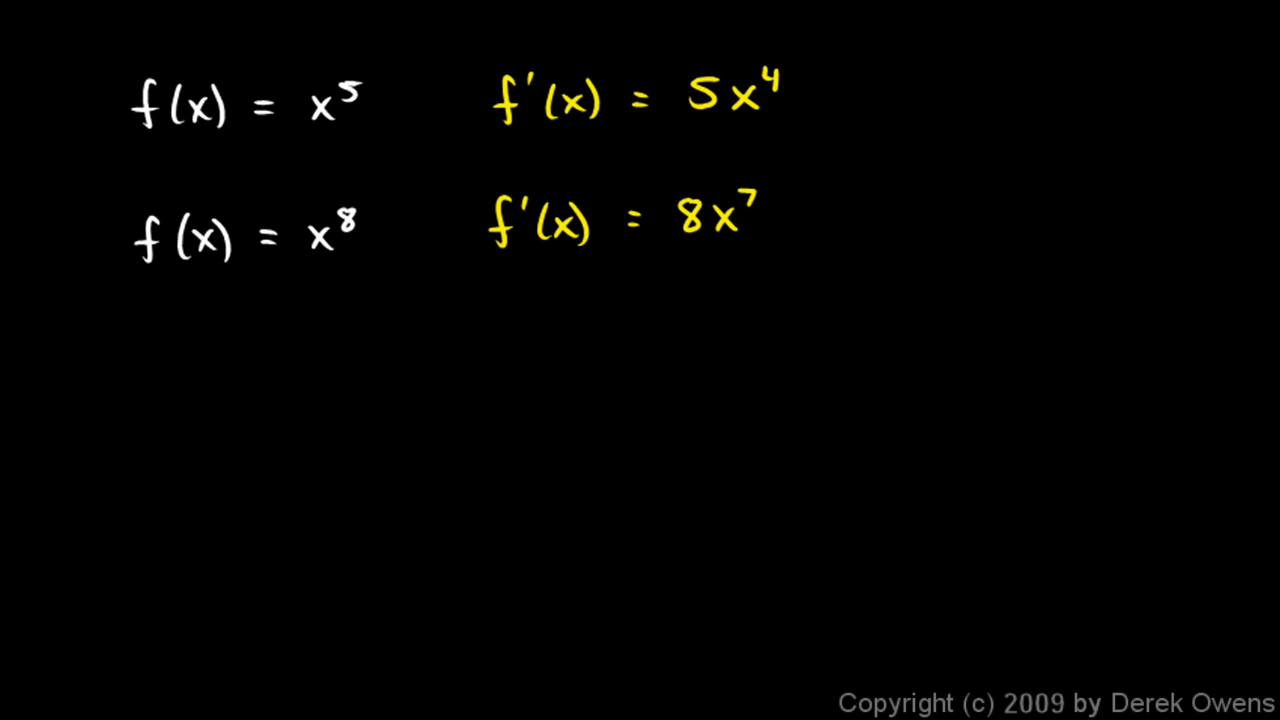 f(x) = x⁵ f'(x) = 5x⁴
f(x) = x⁸ f'(x) = 8x⁷
Copyright (c) 2009 by Derek Owens